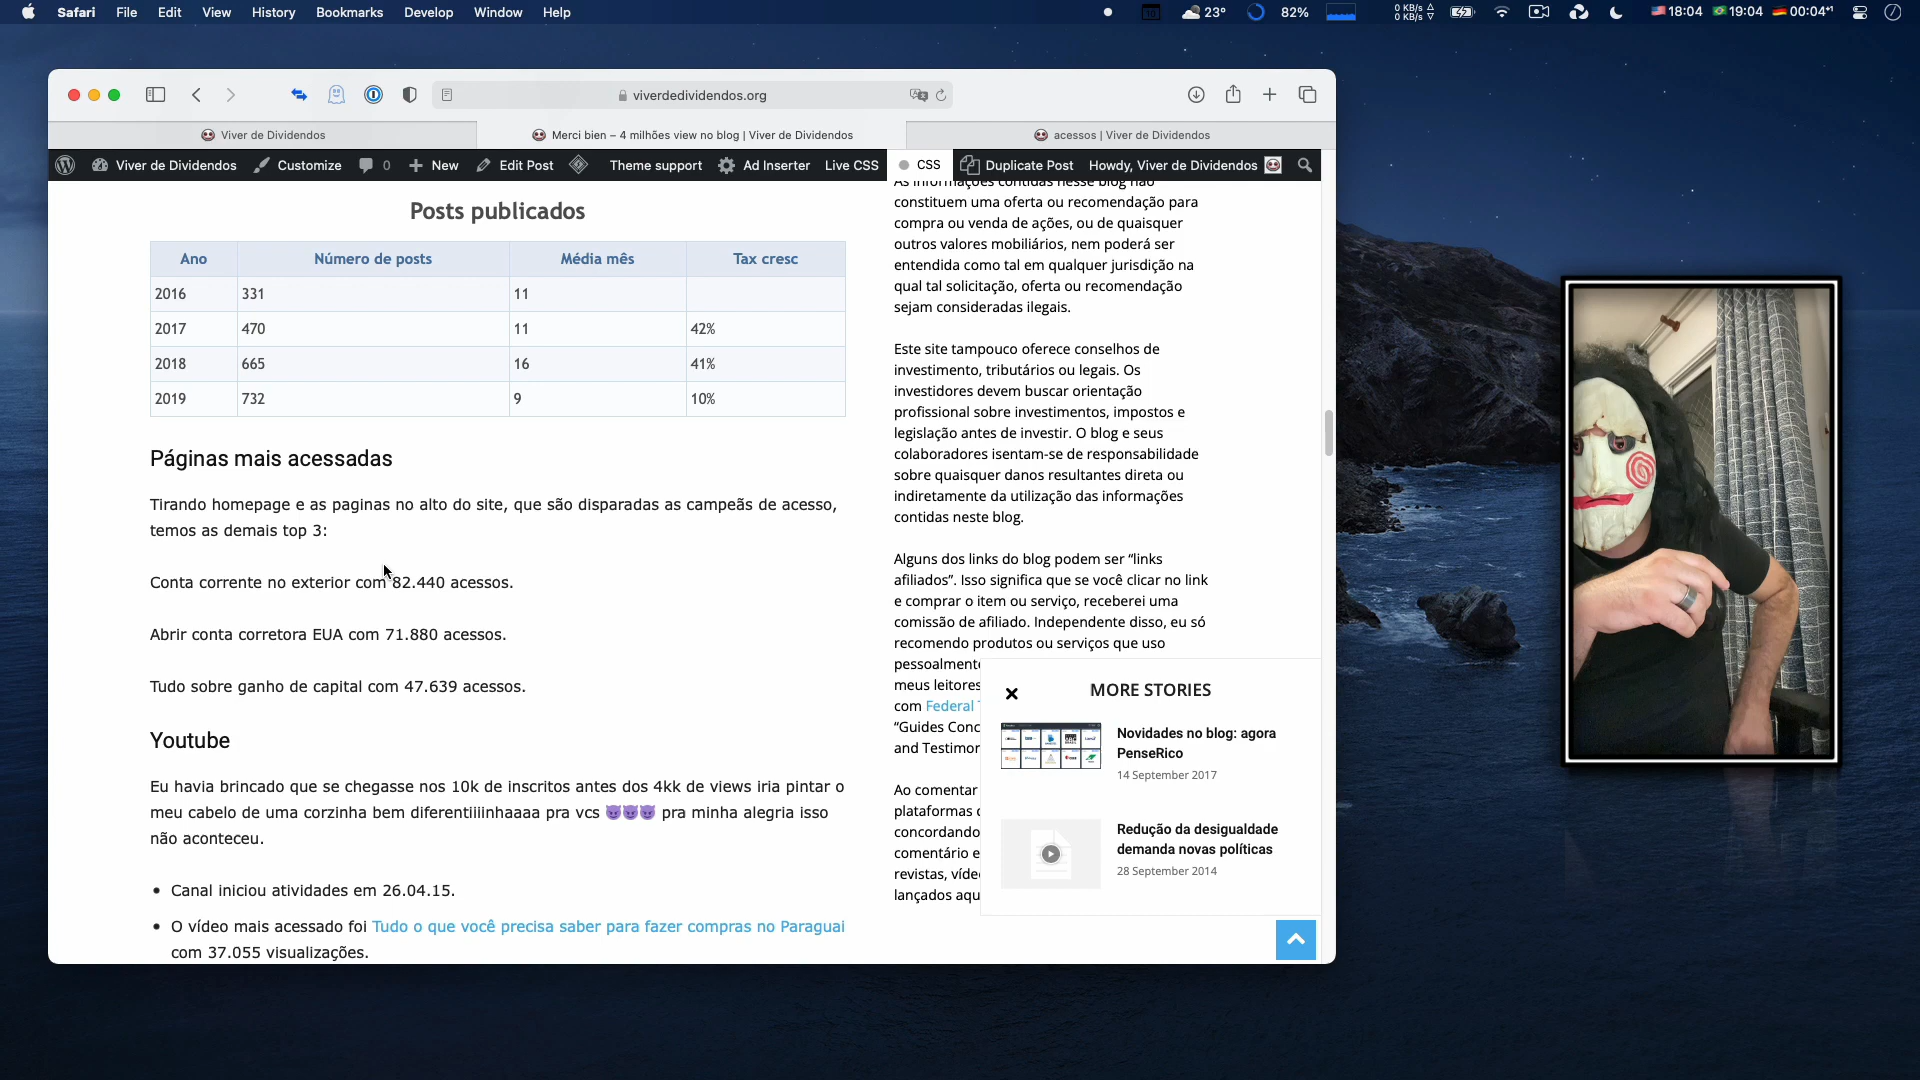 Safari File Edit View History Bookmarks Develop Window Help
23° 82% 0 KB/s 0 KB/s 18:04 19:04 00:04+1
viverdedividendos.org
Viver de Dividendos
Merci bien – 4 milhões view no blog | Viver de Dividendos
acessos | Viver de Dividendos
Viver de Dividendos Customize 0 New Edit Post Theme support Ad Inserter Live CSS CSS Duplicate Post Howdy, Viver de Dividendos
Posts publicados
Ano Número de posts Média mês Tax cresc
2016 331 11
2017 470 11 42%
2018 665 16 41%
2019 732 9 10%
Páginas mais acessadas
Tirando homepage e as paginas no alto do site, que são disparadas as campeãs de acesso,
temos as demais top 3:
Conta corrente no exterior com 82.440 acessos.
Abrir conta corretora EUA com 71.880 acessos.
Tudo sobre ganho de capital com 47.639 acessos.
Youtube
Eu havia brincado que se chegasse nos 10k de inscritos antes dos 4kk de views iria pintar o
meu cabelo de uma corzinha bem diferentiiiinhaaaa pra vcs 😈😈😈 pra minha alegria isso
não aconteceu.
• Canal iniciou atividades em 26.04.15.
• O vídeo mais acessado foi Tudo o que você precisa saber para fazer compras no Paraguai
com 37.055 visualizações.
As informações contidas nesse blog não
constituem uma oferta ou recomendação para
compra ou venda de ações, ou de quaisquer
outros valores mobiliários, nem poderá ser
entendida como tal em qualquer jurisdição na
qual tal solicitação, oferta ou recomendação
sejam consideradas ilegais.
Este site tampouco oferece conselhos de
investimento, tributários ou legais. Os
investidores devem buscar orientação
profissional sobre investimentos, impostos e
legislação antes de investir. O blog e seus
colaboradores isentam-se de responsabilidade
sobre quaisquer danos resultantes direta ou
indiretamente da utilização das informações
contidas neste blog.
Alguns dos links do blog podem ser “links
afiliados”. Isso significa que se você clicar no link
e comprar o item ou serviço, receberei uma
comissão de afiliado. Independente disso, eu só
recomendo produtos ou serviços que uso
pessoalmente
meus leitores
com Federal
“Guides Conc
and Testimon
Ao comentar
plataformas
concordando
comentário e
revistas, víde
lançados aqu
MORE STORIES
Novidades no blog: agora
PenseRico
14 September 2017
Redução da desigualdade
demanda novas políticas
28 September 2014